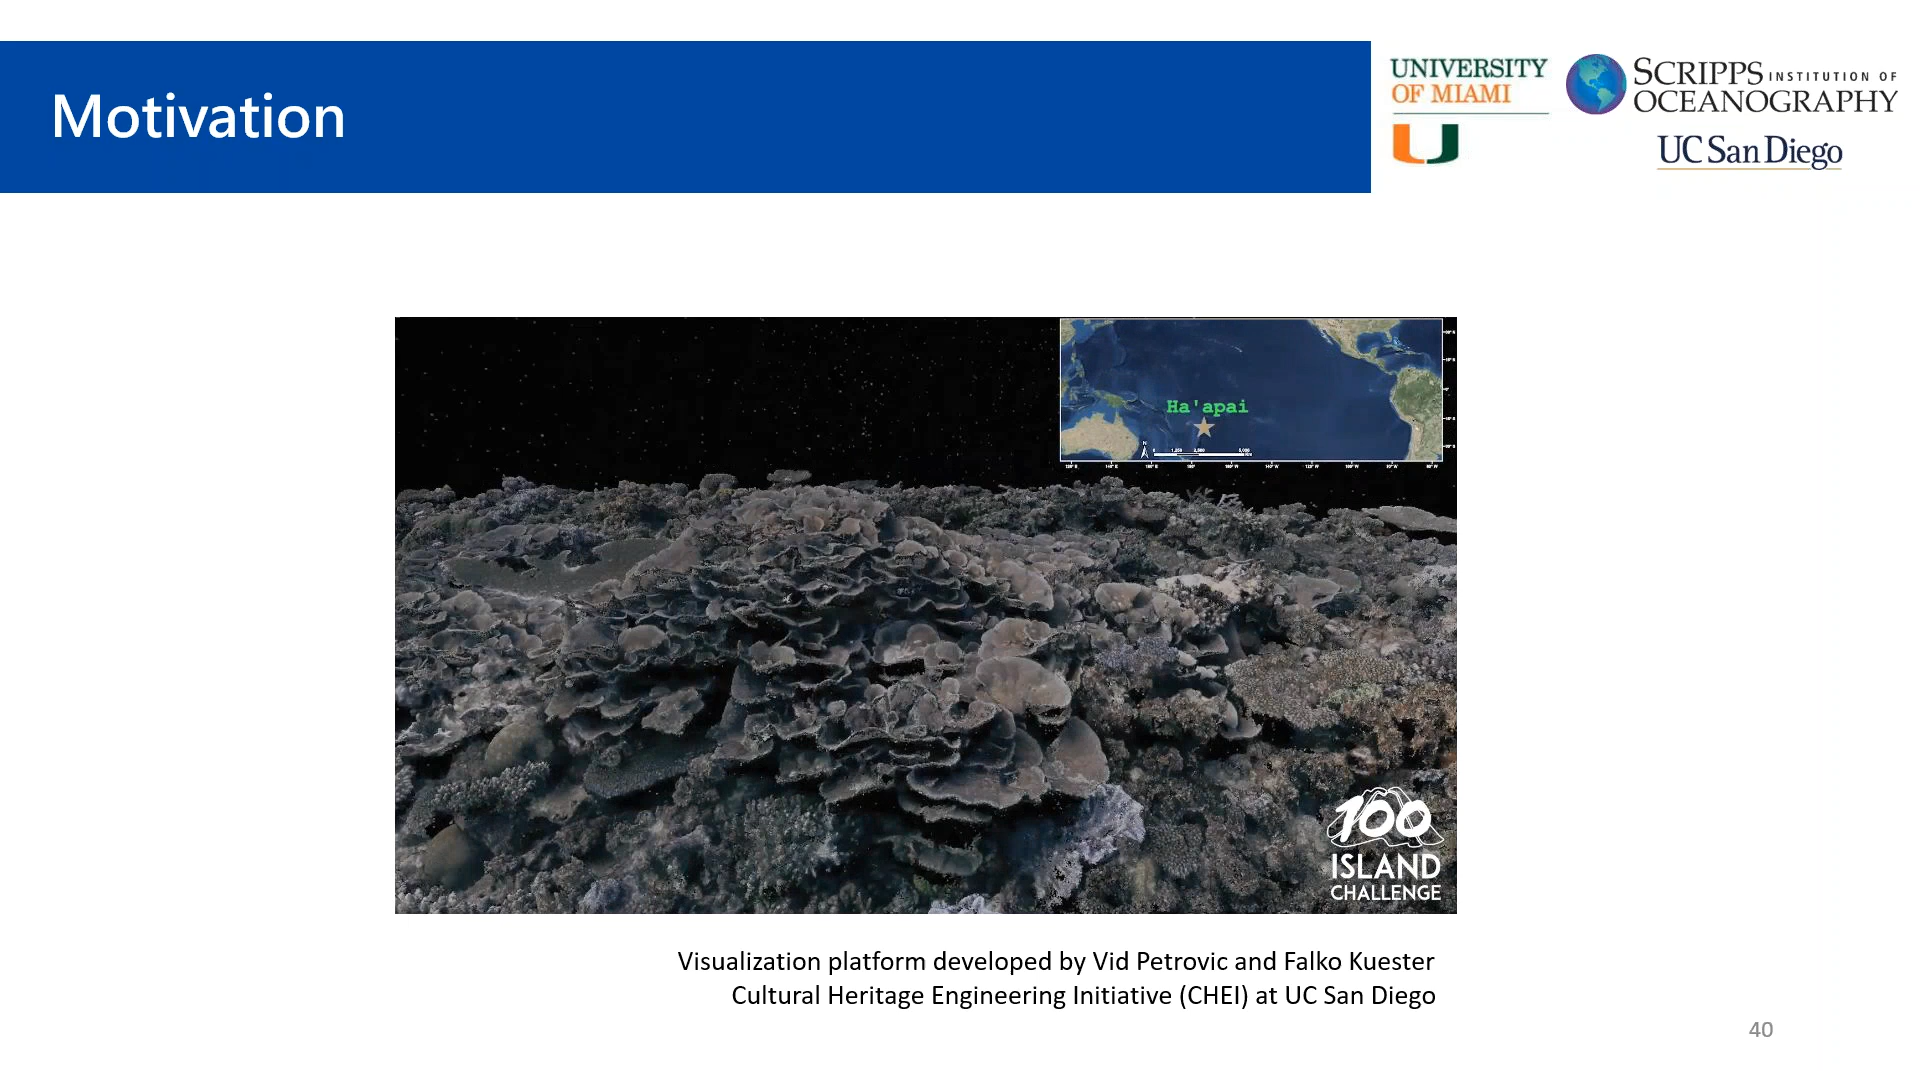 Motivation
UNIVERSITY
OF MIAMI
SCRIPPS INSTITUTION OF
OCEANOGRAPHY
UC San Diego
Ha'apai
N
100
ISLAND
CHALLENGE
Visualization platform developed by Vid Petrovic and Falko Kuester
Cultural Heritage Engineering Initiative (CHEI) at UC San Diego
40